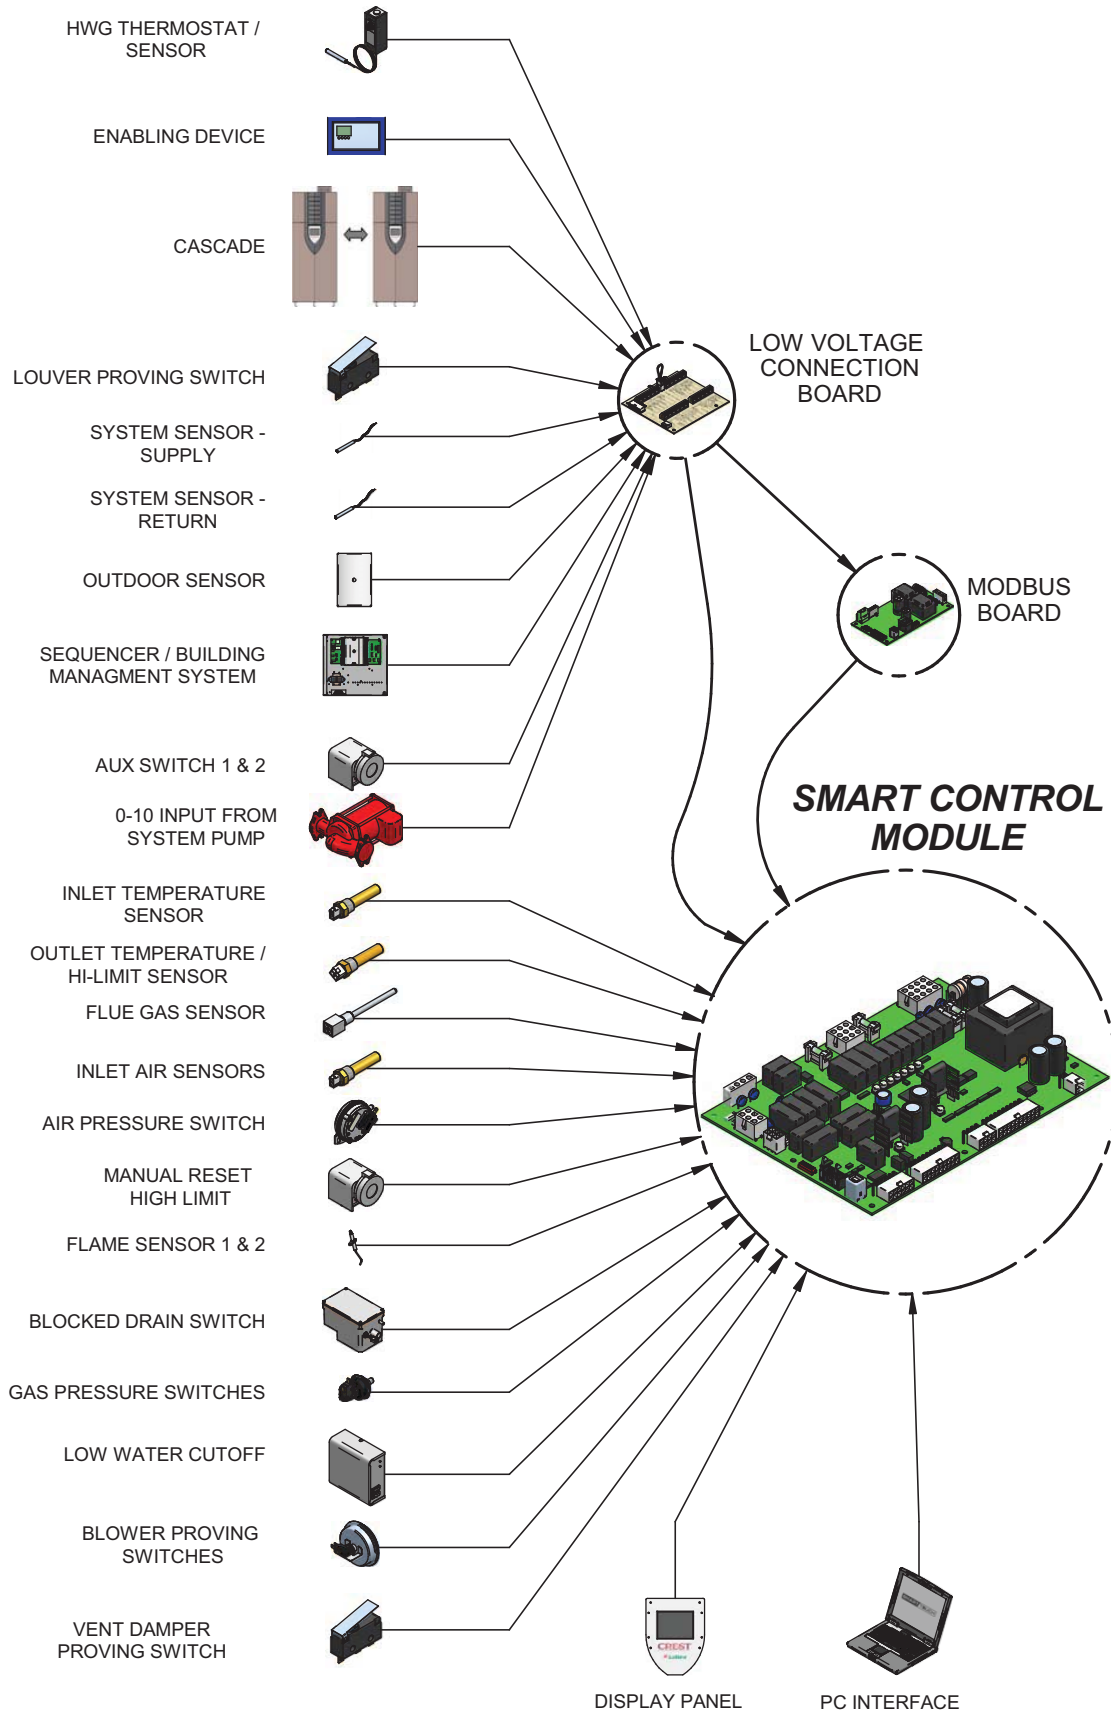 HWG THERMOSTAT /
SENSOR
ENABLING DEVICE
CASCADE
LOUVER PROVING SWITCH
SYSTEM SENSOR -
SUPPLY
SYSTEM SENSOR -
RETURN
OUTDOOR SENSOR
SEQUENCER / BUILDING
MANAGMENT SYSTEM
AUX SWITCH 1 & 2
0-10 INPUT FROM
SYSTEM PUMP
INLET TEMPERATURE
SENSOR
OUTLET TEMPERATURE /
HI-LIMIT SENSOR
FLUE GAS SENSOR
INLET AIR SENSORS
AIR PRESSURE SWITCH
MANUAL RESET
HIGH LIMIT
FLAME SENSOR 1 & 2
BLOCKED DRAIN SWITCH
GAS PRESSURE SWITCHES
LOW WATER CUTOFF
BLOWER PROVING
SWITCHES
VENT DAMPER
PROVING SWITCH
LOW VOLTAGE
CONNECTION
BOARD
MODBUS
BOARD
SMART CONTROL
MODULE
CREST
DISPLAY PANEL
PC INTERFACE